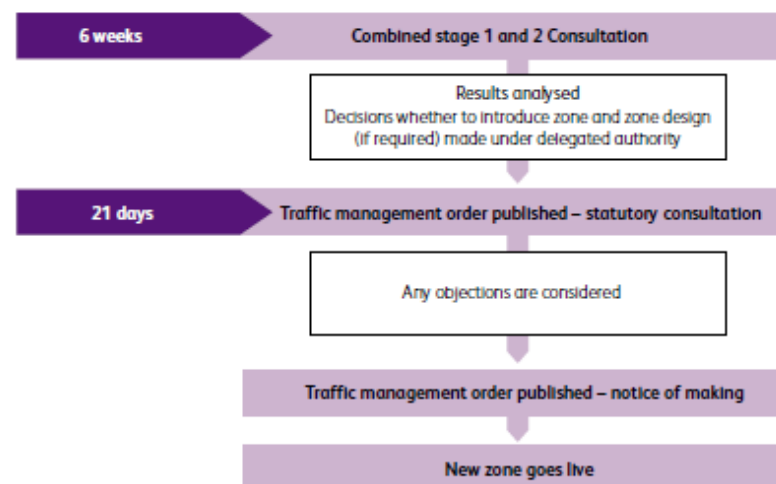 6 weeks
Combined stage 1 and 2 Consultation
Results analysed
Decisions whether to introduce zone and zone design
(if required) made under delegated authority
21 days
Traffic management order published – statutory consultation
Any objections are considered
Traffic management order published – notice of making
New zone goes live